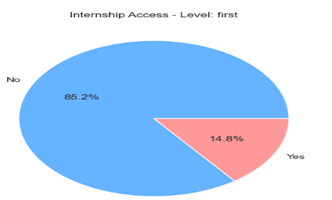 Internship Access - Level: first
No
85.2%
14.8%
Yes